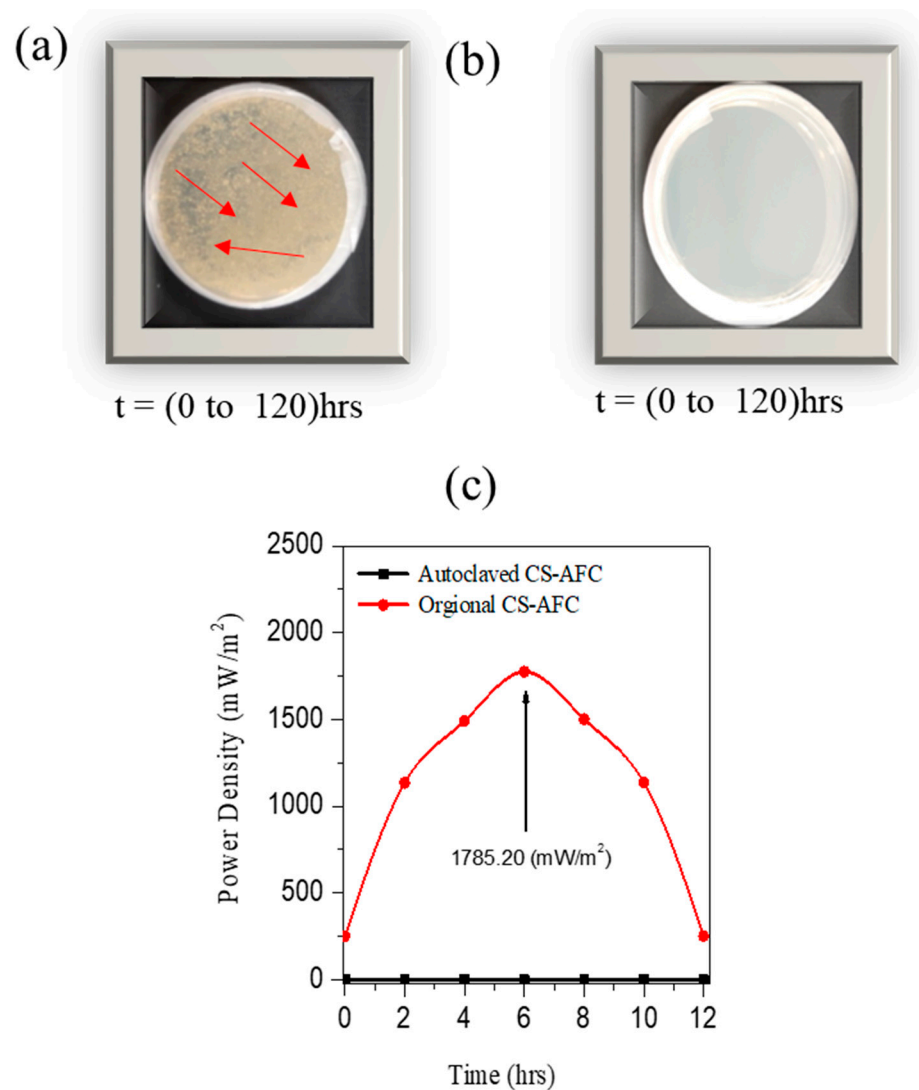 (a)
(b)
t = (0 to 120)hrs
t = (0 to 120)hrs
(c)
2500
2000
1500
1000
500
0
Power Density (mW/m²)
Autoclaved CS-AFC
Orgional CS-AFC
1785.20 (mW/m²)
0 2 4 6 8 10 12
Time (hrs)